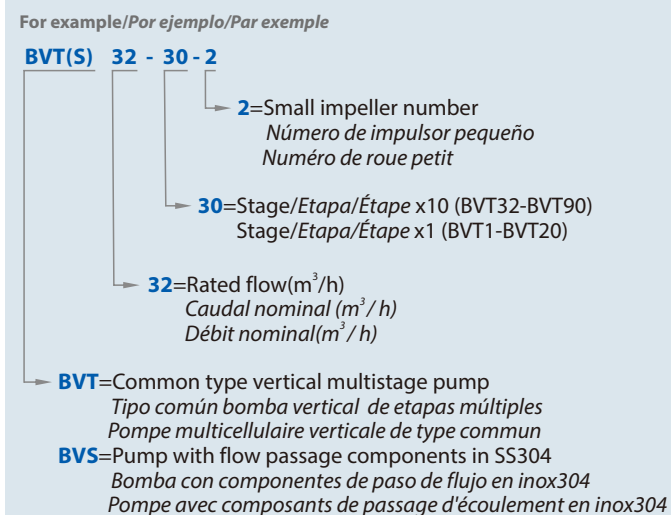 For example/Por ejemplo/Par exemple
BVT(S) 32 - 30 - 2
2=Small impeller number
Número de impulsor pequeño
Numéro de roue petit
30=Stage/Etapa/Étape x10 (BVT32-BVT90)
Stage/Etapa/Étape x1 (BVT1-BVT20)
32=Rated flow(m³/h)
Caudal nominal (m³/ h)
Débit nominal(m³/ h)
BVT=Common type vertical multistage pump
Tipo común bomba vertical de etapas múltiples
Pompe multicellulaire verticale de type commun
BVS=Pump with flow passage components in SS304
Bomba con componentes de paso de flujo en inox304
Pompe avec composants de passage d'écoulement en inox304